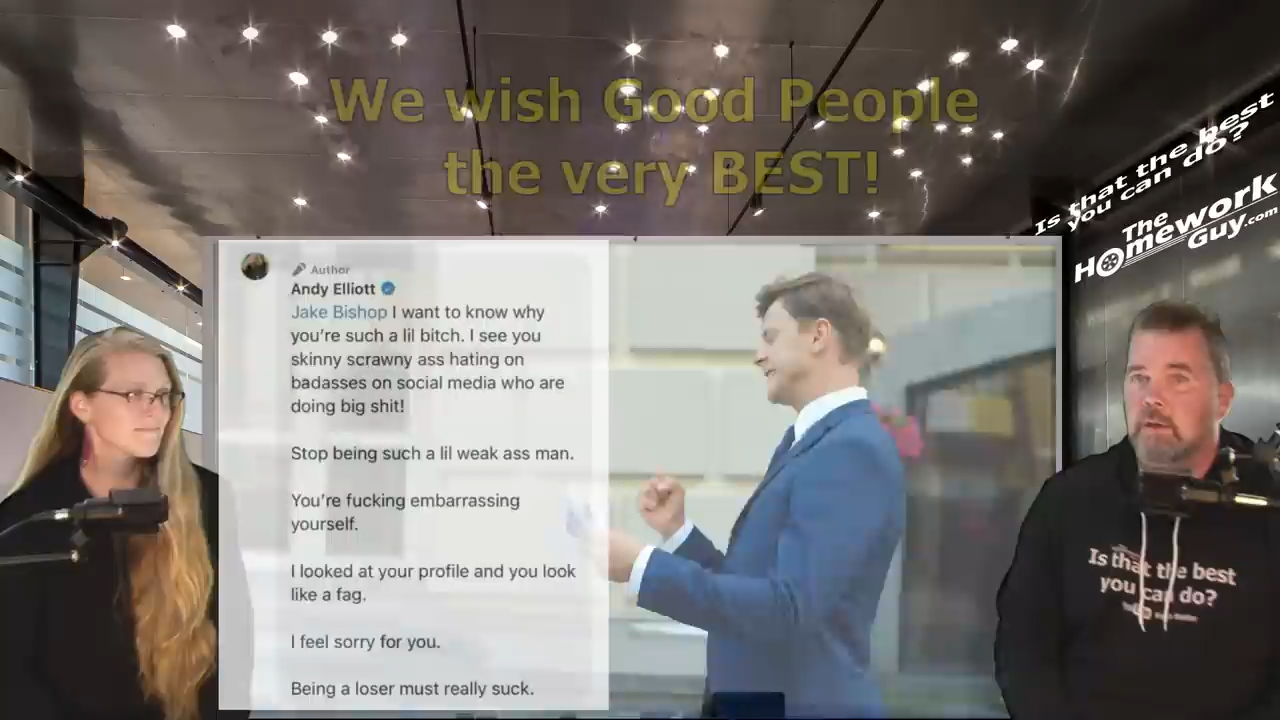 We wish Good People
the very BEST!
Is that the best
you can do?
The
Homework
Guy.com
Author
Andy Elliott
Jake Bishop I want to know why
you're such a lil bitch. I see you
skinny scrawny ass hating on
badasses on social media who are
doing big shit!
Stop being such a lil weak ass man.
You're fucking embarrassing
yourself.
I looked at your profile and you look
like a fag.
I feel sorry for you.
Being a loser must really suck.
Is that the best
you can do?